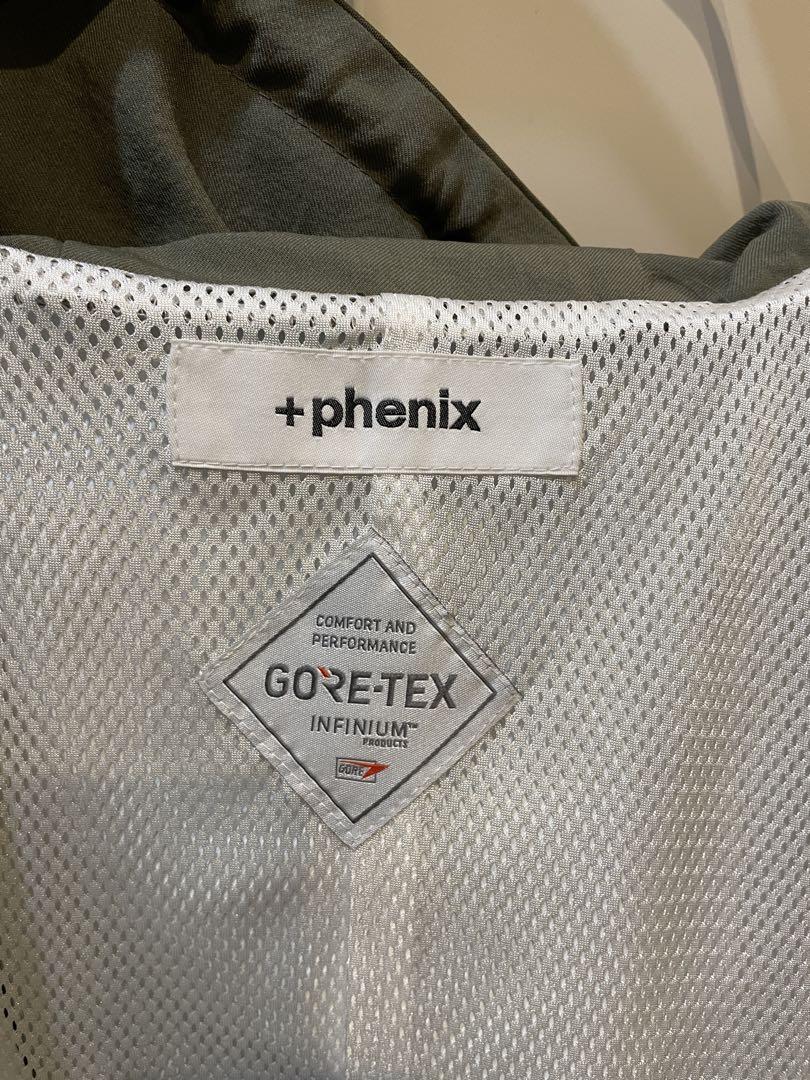 +phenix
COMFORT AND
PERFORMANCE
GORE-TEX
INFINIUM™
PRODUCTS
GORE